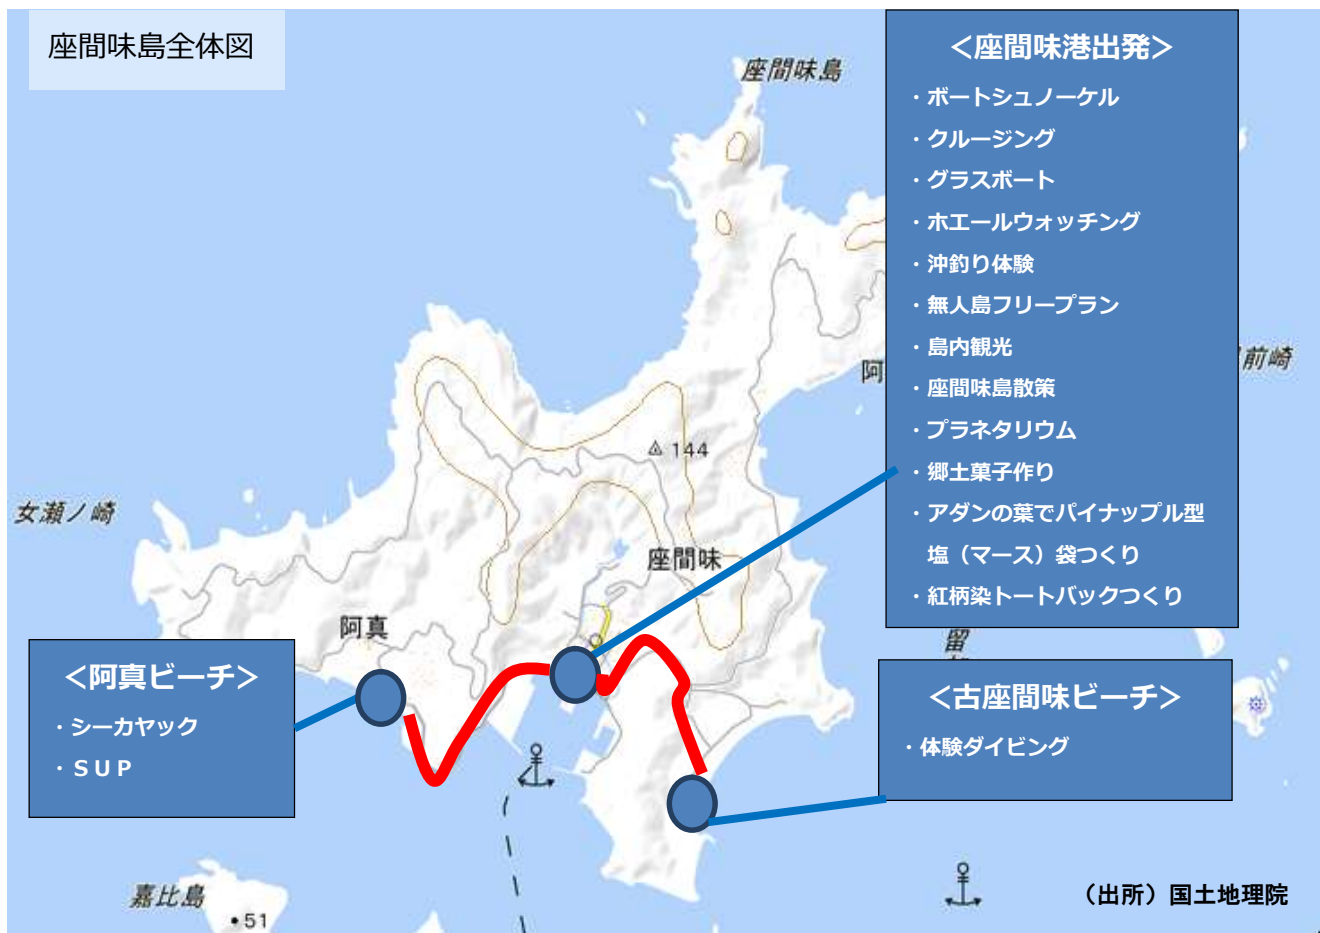 座間味島全体図
座間味島
＜座間味港出発＞
・ボートシュノーケル
・クルージング
・グラスボート
・ホエールウォッチング
・沖釣り体験
・無人島フリープラン
・島内観光
・座間味島散策
・プラネタリウム
・郷土菓子作り
・アダンの葉でパイナップル型
塩（マース）袋つくり
・紅柄染トートバックつくり
前崎
阿
144
女瀬ノ崎
座間味
阿真
留
＜阿真ビーチ＞
・シーカヤック
・ＳＵＰ
＜古座間味ビーチ＞
・体験ダイビング
嘉比島
51
（出所）国土地理院